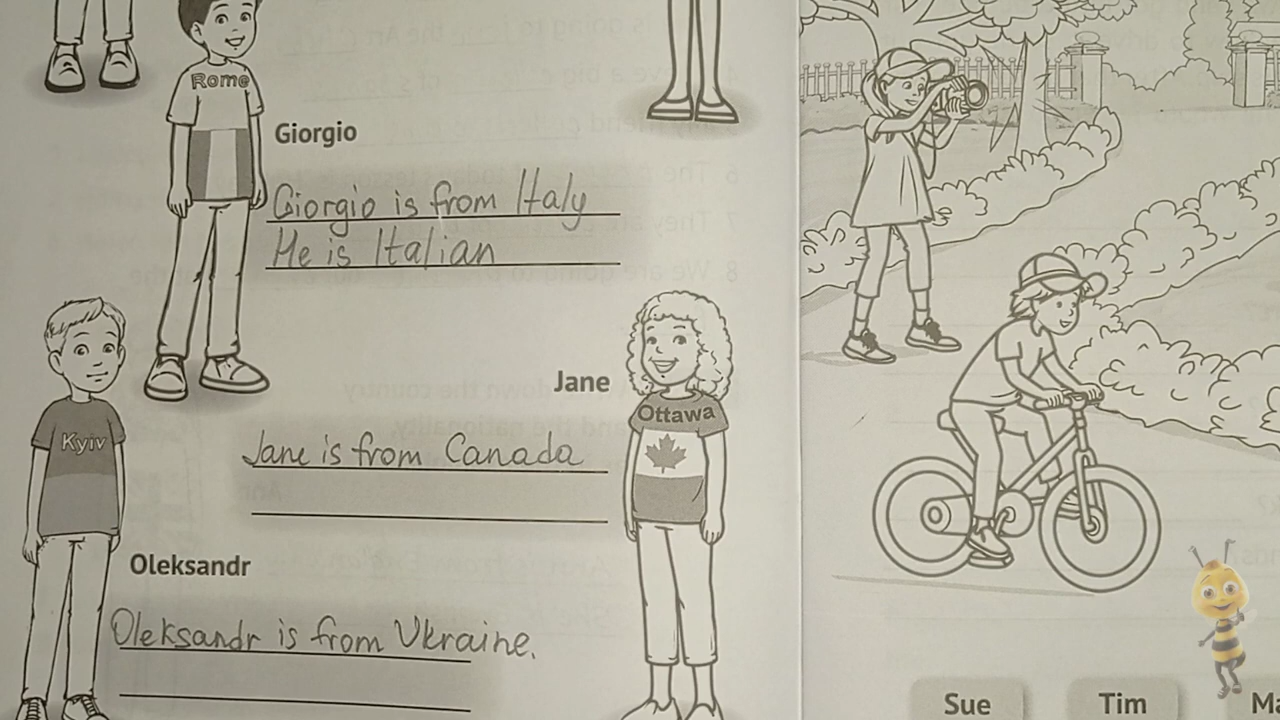 Rome
Giorgio
Giorgio is from Italy
He is Italian
Jane
Ottawa
Kyiv
Jane is from Canada
Oleksandr
Oleksandr is from Ukraine.
Sue
Tim